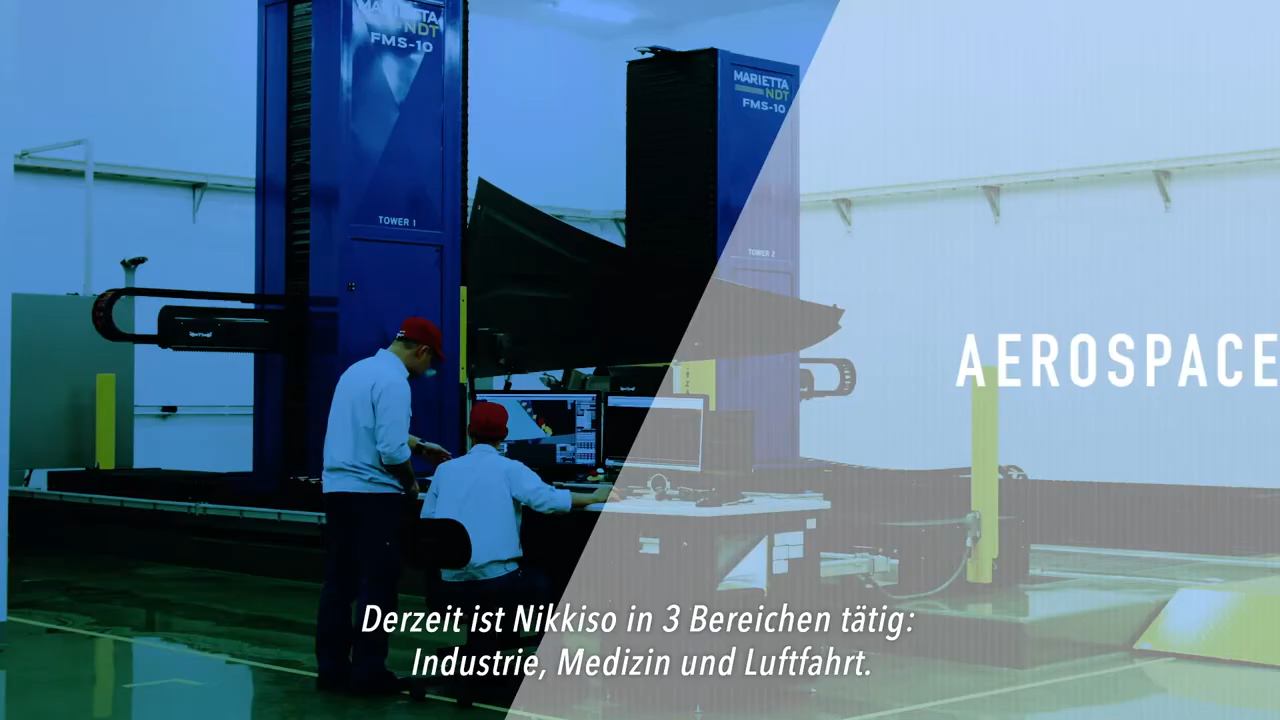 MARIETTA
NDT
FMS-10
MARIETTA
NDT
FMS-10
TOWER 1
TOWER 2
AEROSPACE
Derzeit ist Nikkiso in 3 Bereichen tätig:
Industrie, Medizin und Luftfahrt.